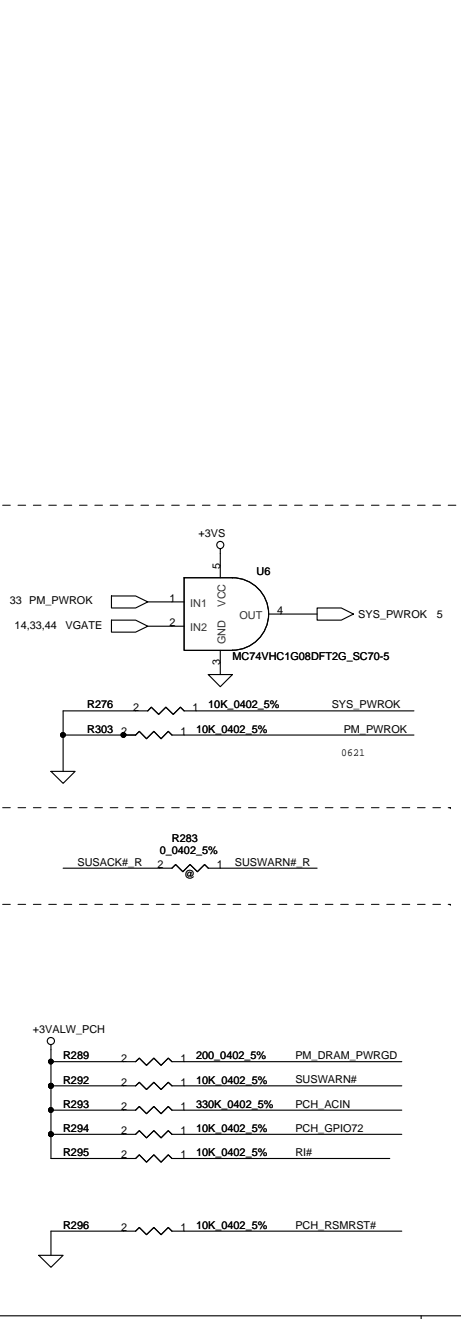 +3VS
5
U6
33 PM_PWROK 1 IN1 VCC
OUT 4 SYS_PWROK 5
14,33,44 VGATE 2 IN2 GND
3 MC74VHC1G08DFT2G_SC70-5
R276 2 1 10K_0402_5% SYS_PWROK
R303 2 1 10K_0402_5% PM_PWROK
0621
R283
0_0402_5%
SUSACK#_R 2 1 SUSWARN#_R
@
+3VALW_PCH
R289 2 1 200_0402_5% PM_DRAM_PWRGD
R292 2 1 10K_0402_5% SUSWARN#
R293 2 1 330K_0402_5% PCH_ACIN
R294 2 1 10K_0402_5% PCH_GPIO72
R295 2 1 10K_0402_5% RI#
R296 2 1 10K_0402_5% PCH_RSMRST#